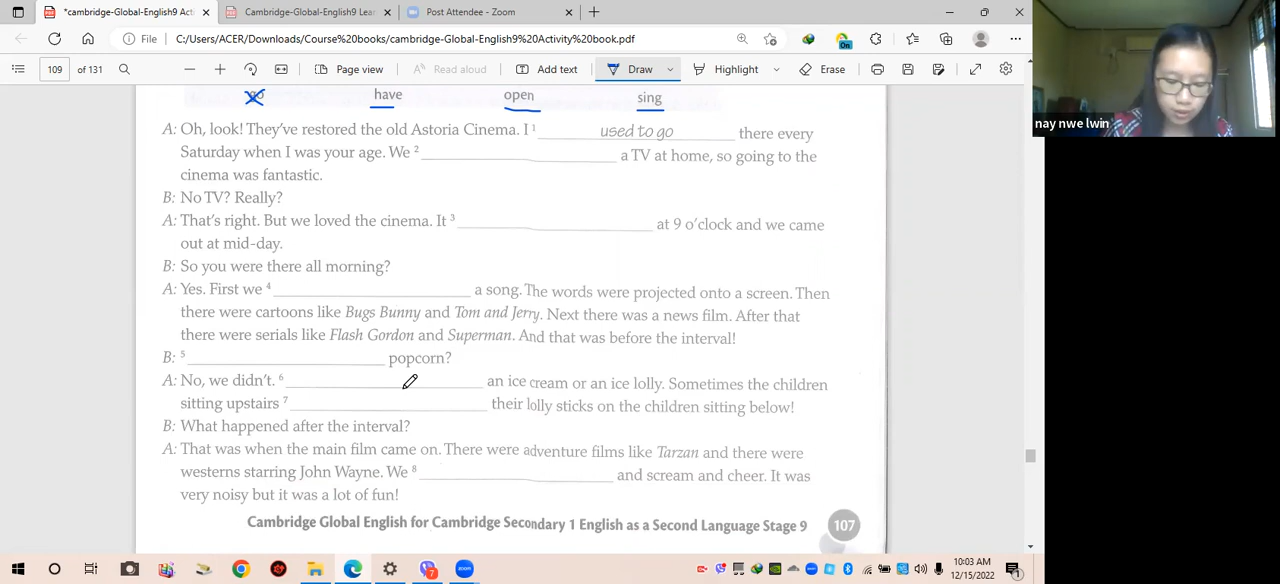 *cambridge-Global-English9 Acti
Cambridge-Global-English9 Lear
Post Attendee - Zoom
File
C:/Users/ACER/Downloads/Course%20books/cambridge-Global-English9%20Activity%20book.pdf
On
109 of 131
Page view
Read aloud
Add text
Draw
Highlight
Erase
nay nwe lwin
go have open sing
A: Oh, look! They've restored the old Astoria Cinema. I 1 used to go there every
Saturday when I was your age. We 2 ____________ a TV at home, so going to the
cinema was fantastic.
B: No TV? Really?
A: That's right. But we loved the cinema. It 3 ____________ at 9 o'clock and we came
out at mid-day.
B: So you were there all morning?
A: Yes. First we 4 ____________ a song. The words were projected onto a screen. Then
there were cartoons like Bugs Bunny and Tom and Jerry. Next there was a news film. After that
there were serials like Flash Gordon and Superman. And that was before the interval!
B: 5 ____________ popcorn?
A: No, we didn't. 6 ____________ an ice cream or an ice lolly. Sometimes the children
sitting upstairs 7 ____________ their lolly sticks on the children sitting below!
B: What happened after the interval?
A: That was when the main film came on. There were adventure films like Tarzan and there were
westerns starring John Wayne. We 8 ____________ and scream and cheer. It was
very noisy but it was a lot of fun!
Cambridge Global English for Cambridge Secondary 1 English as a Second Language Stage 9 107
10:03 AM
12/15/2022